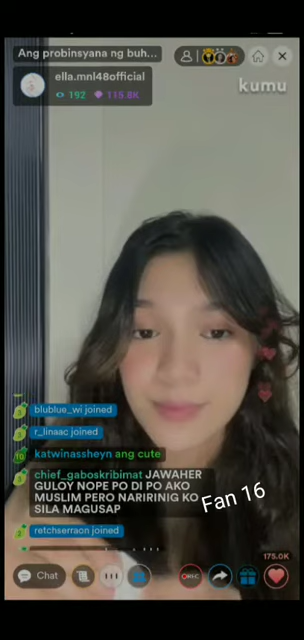 Ang probinsyana ng buh...
ella.mnl48official
192 115.8K
kumu
blublue_wi joined
r_linaac joined
katwinassheyn ang cute
chief_gaboskribimat JAWAHER
GULOY NOPE PO DI PO AKO
MUSLIM PERO NARIRINIG KO
SILA MAGUSAP
Fan 16
retchserraon joined
175.0K
Chat